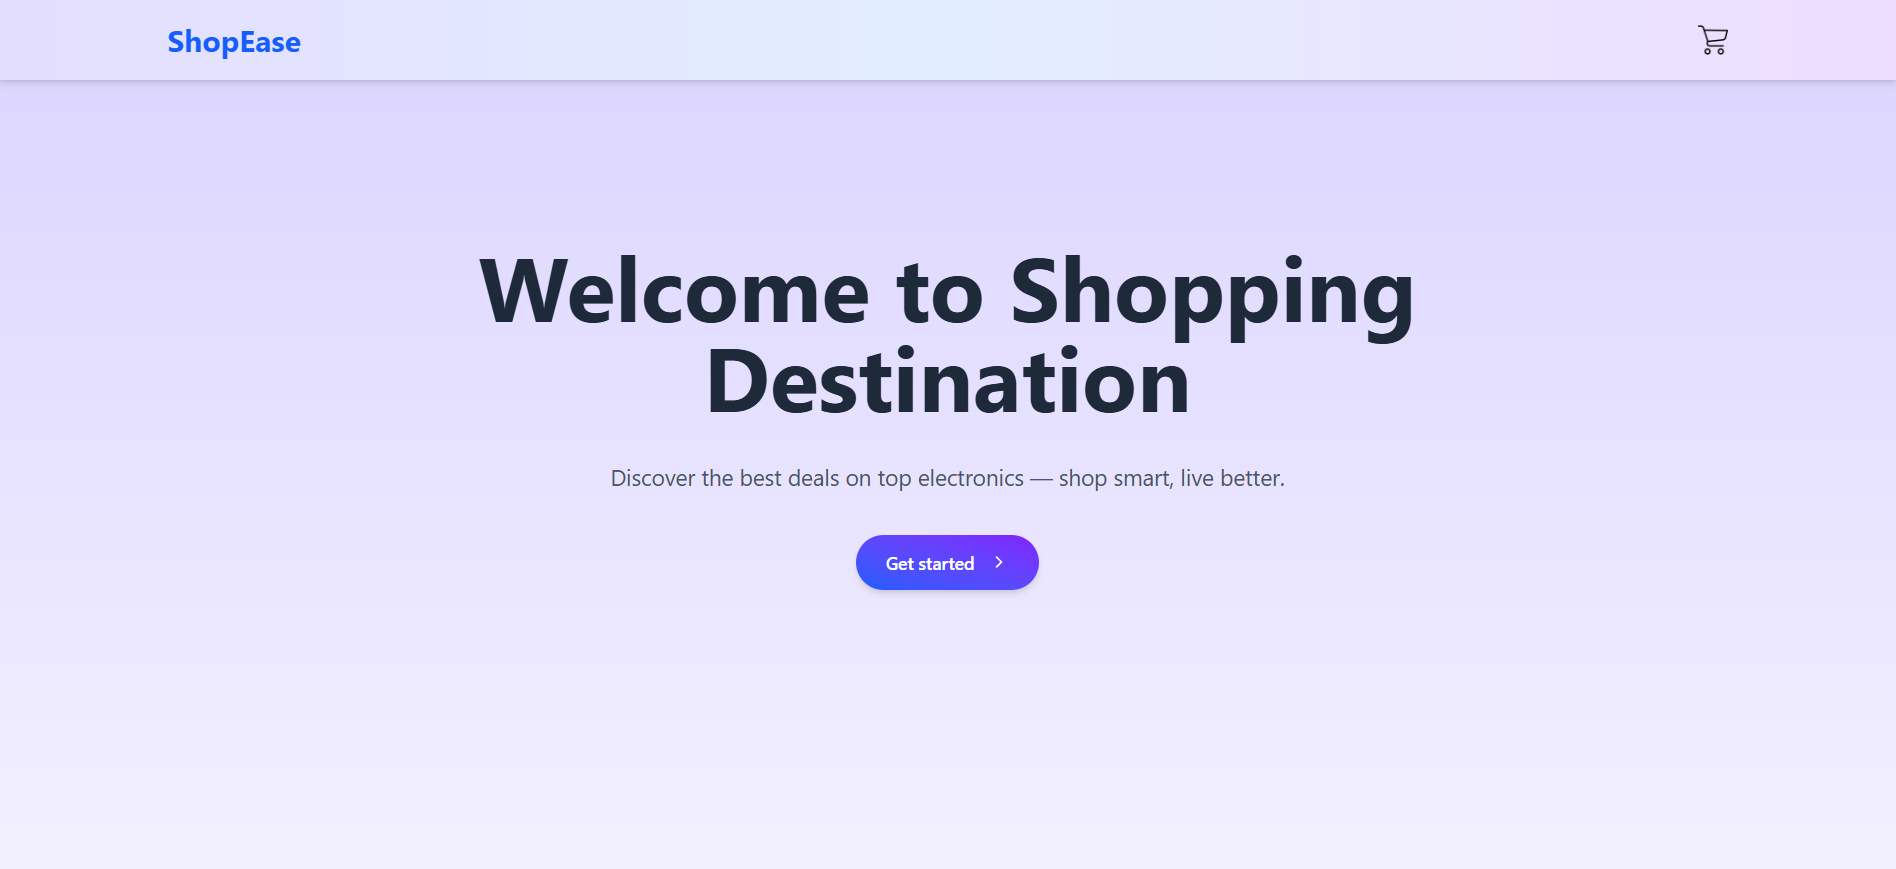 ShopEase
Welcome to Shopping
Destination
Discover the best deals on top electronics — shop smart, live better.
Get started